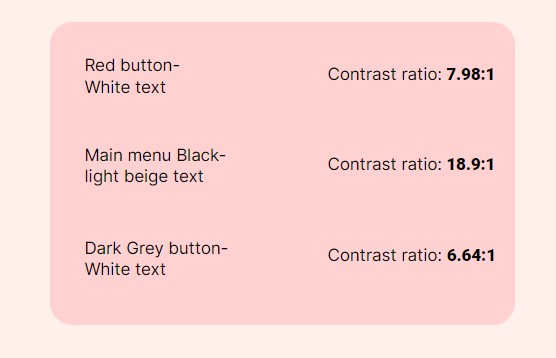 Red button-
White text
Contrast ratio: 7.98:1
Main menu Black-
light beige text
Contrast ratio: 18.9:1
Dark Grey button-
White text
Contrast ratio: 6.64:1